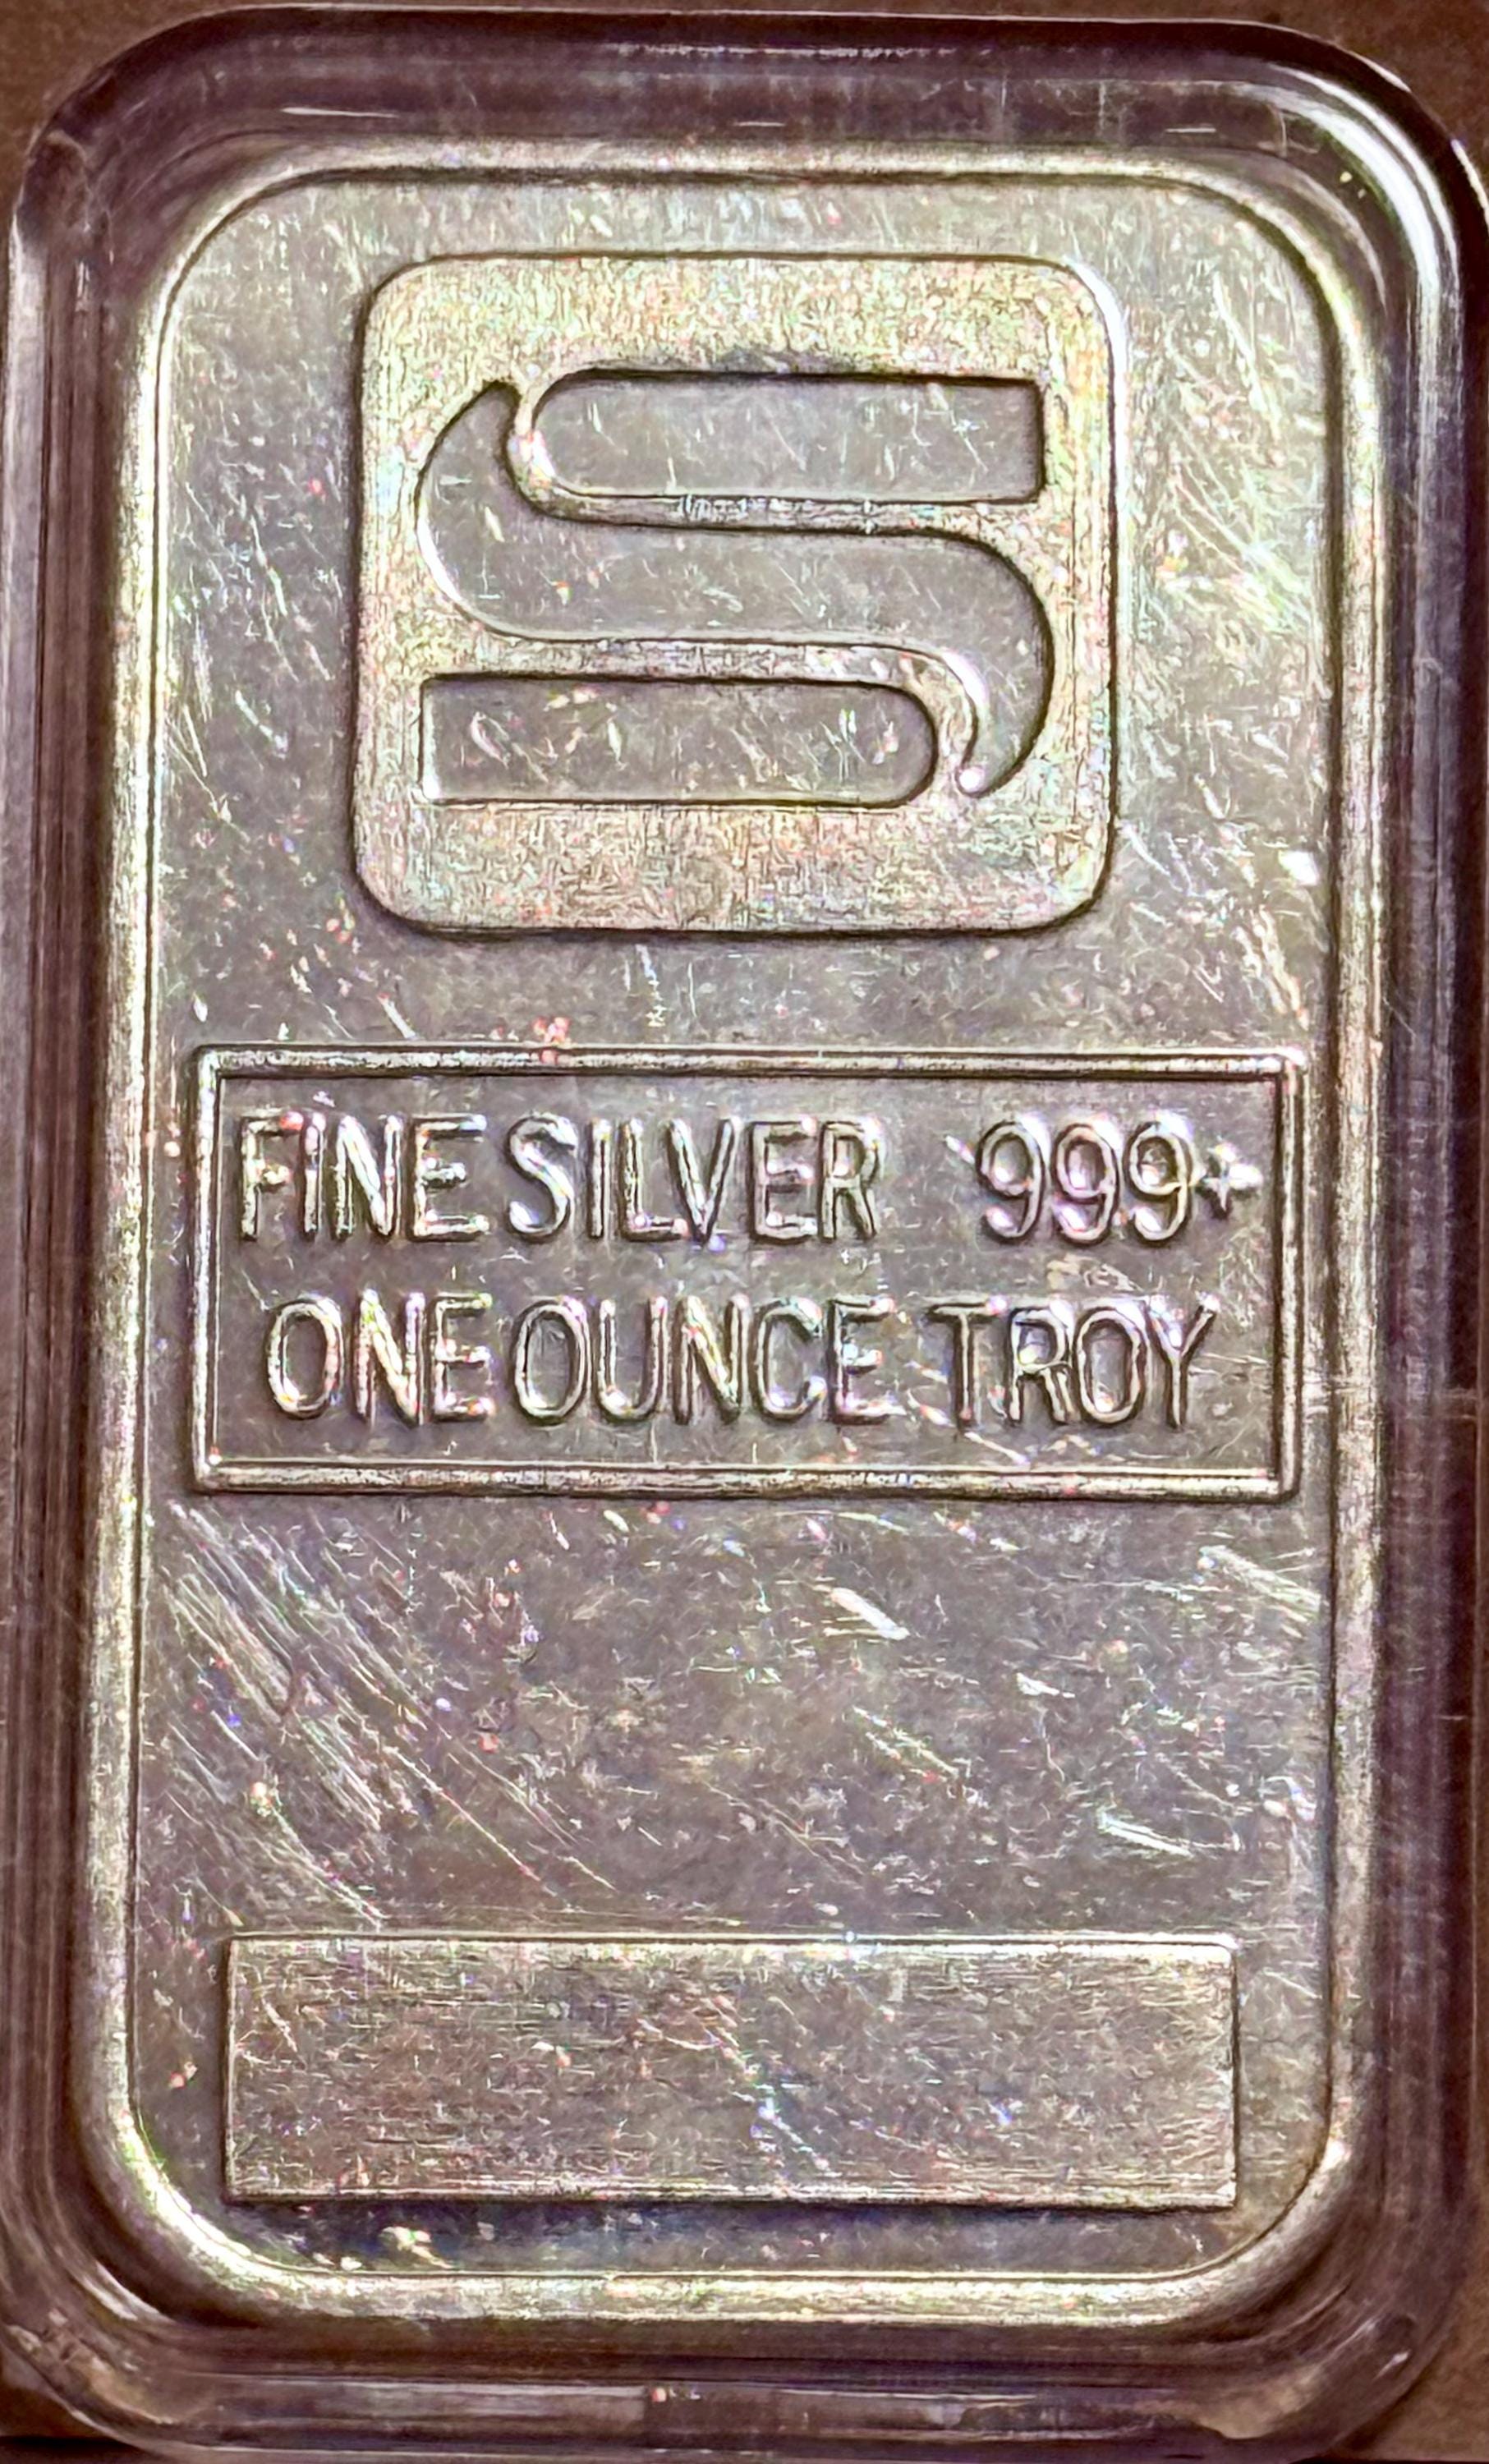 S
FINE SILVER 999+
ONE OUNCE TROY